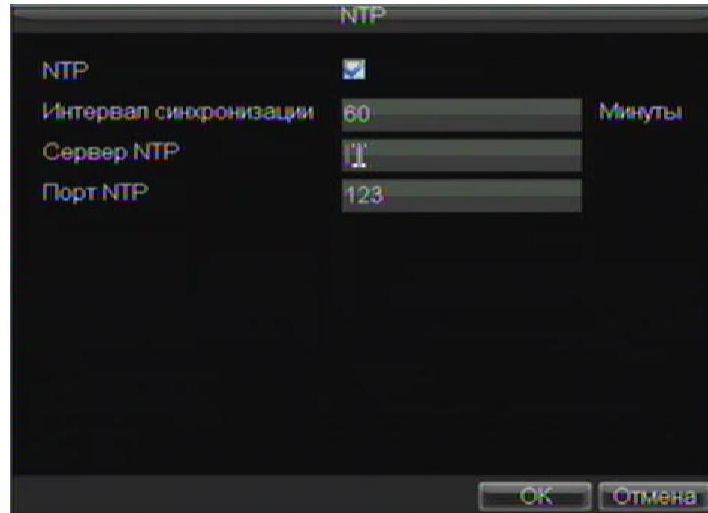 NTP
NTP
Интервал синхронизации 60 Минуты
Сервер NTP
Порт NTP 123
OK Отмена